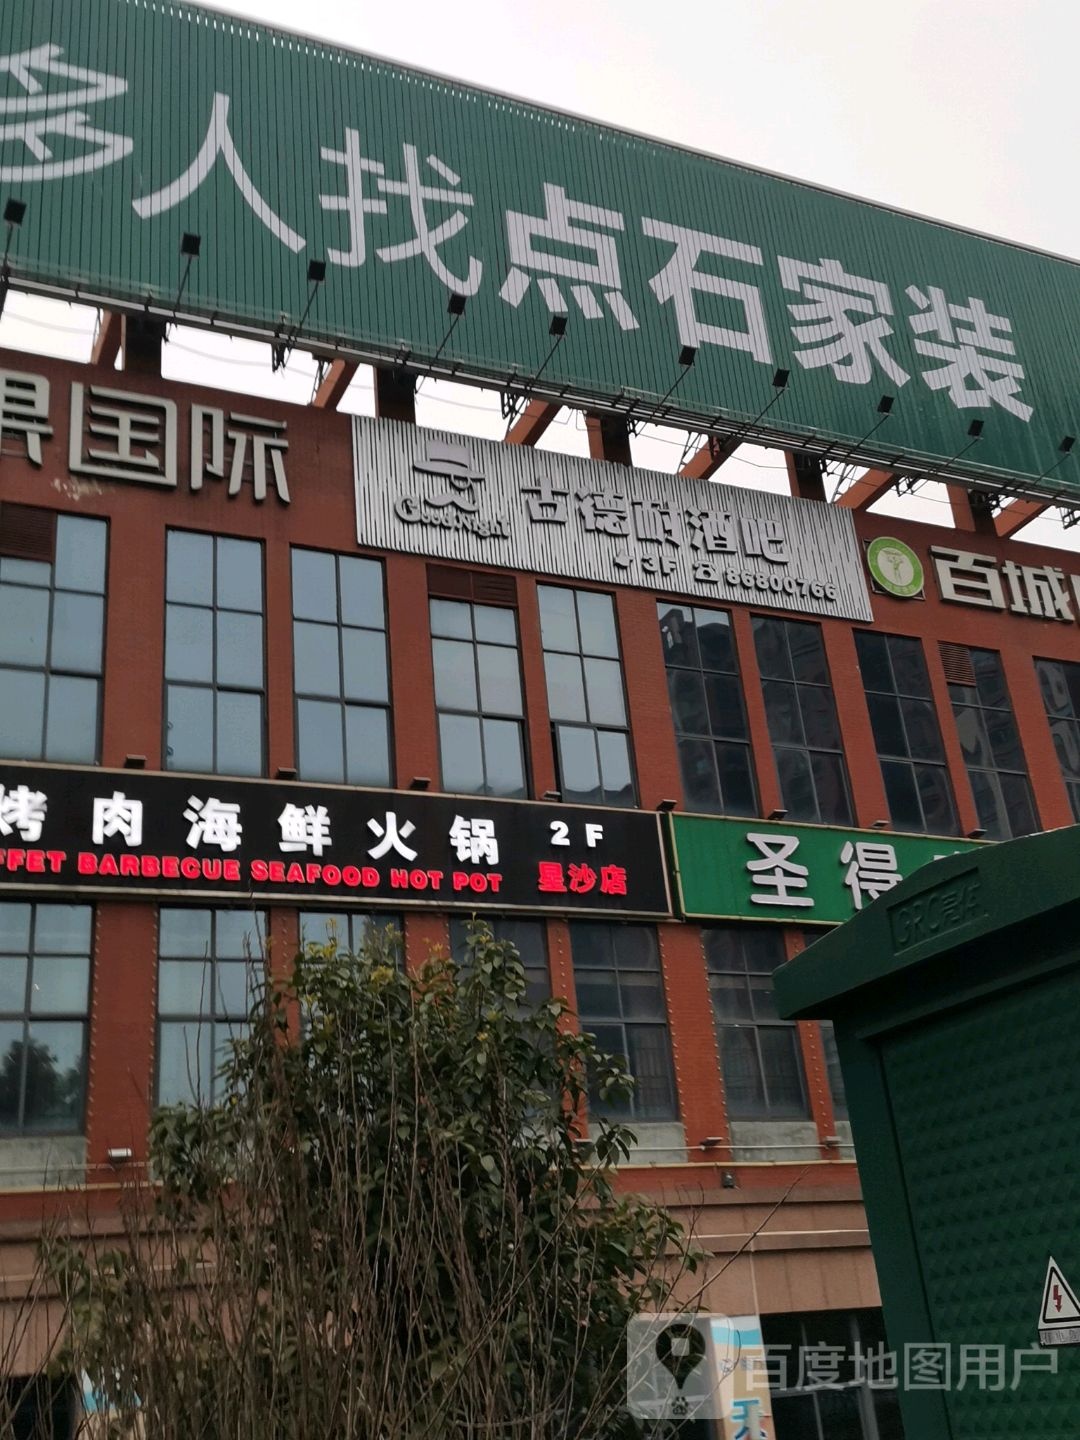 多人找点石家装
国际
GoodNight
古德耐酒吧
3F 86800766
百城
烤肉海鲜火锅 2F
FFET BARBECUE SEAFOOD HOT POT 星沙店
圣得
百度地图用户